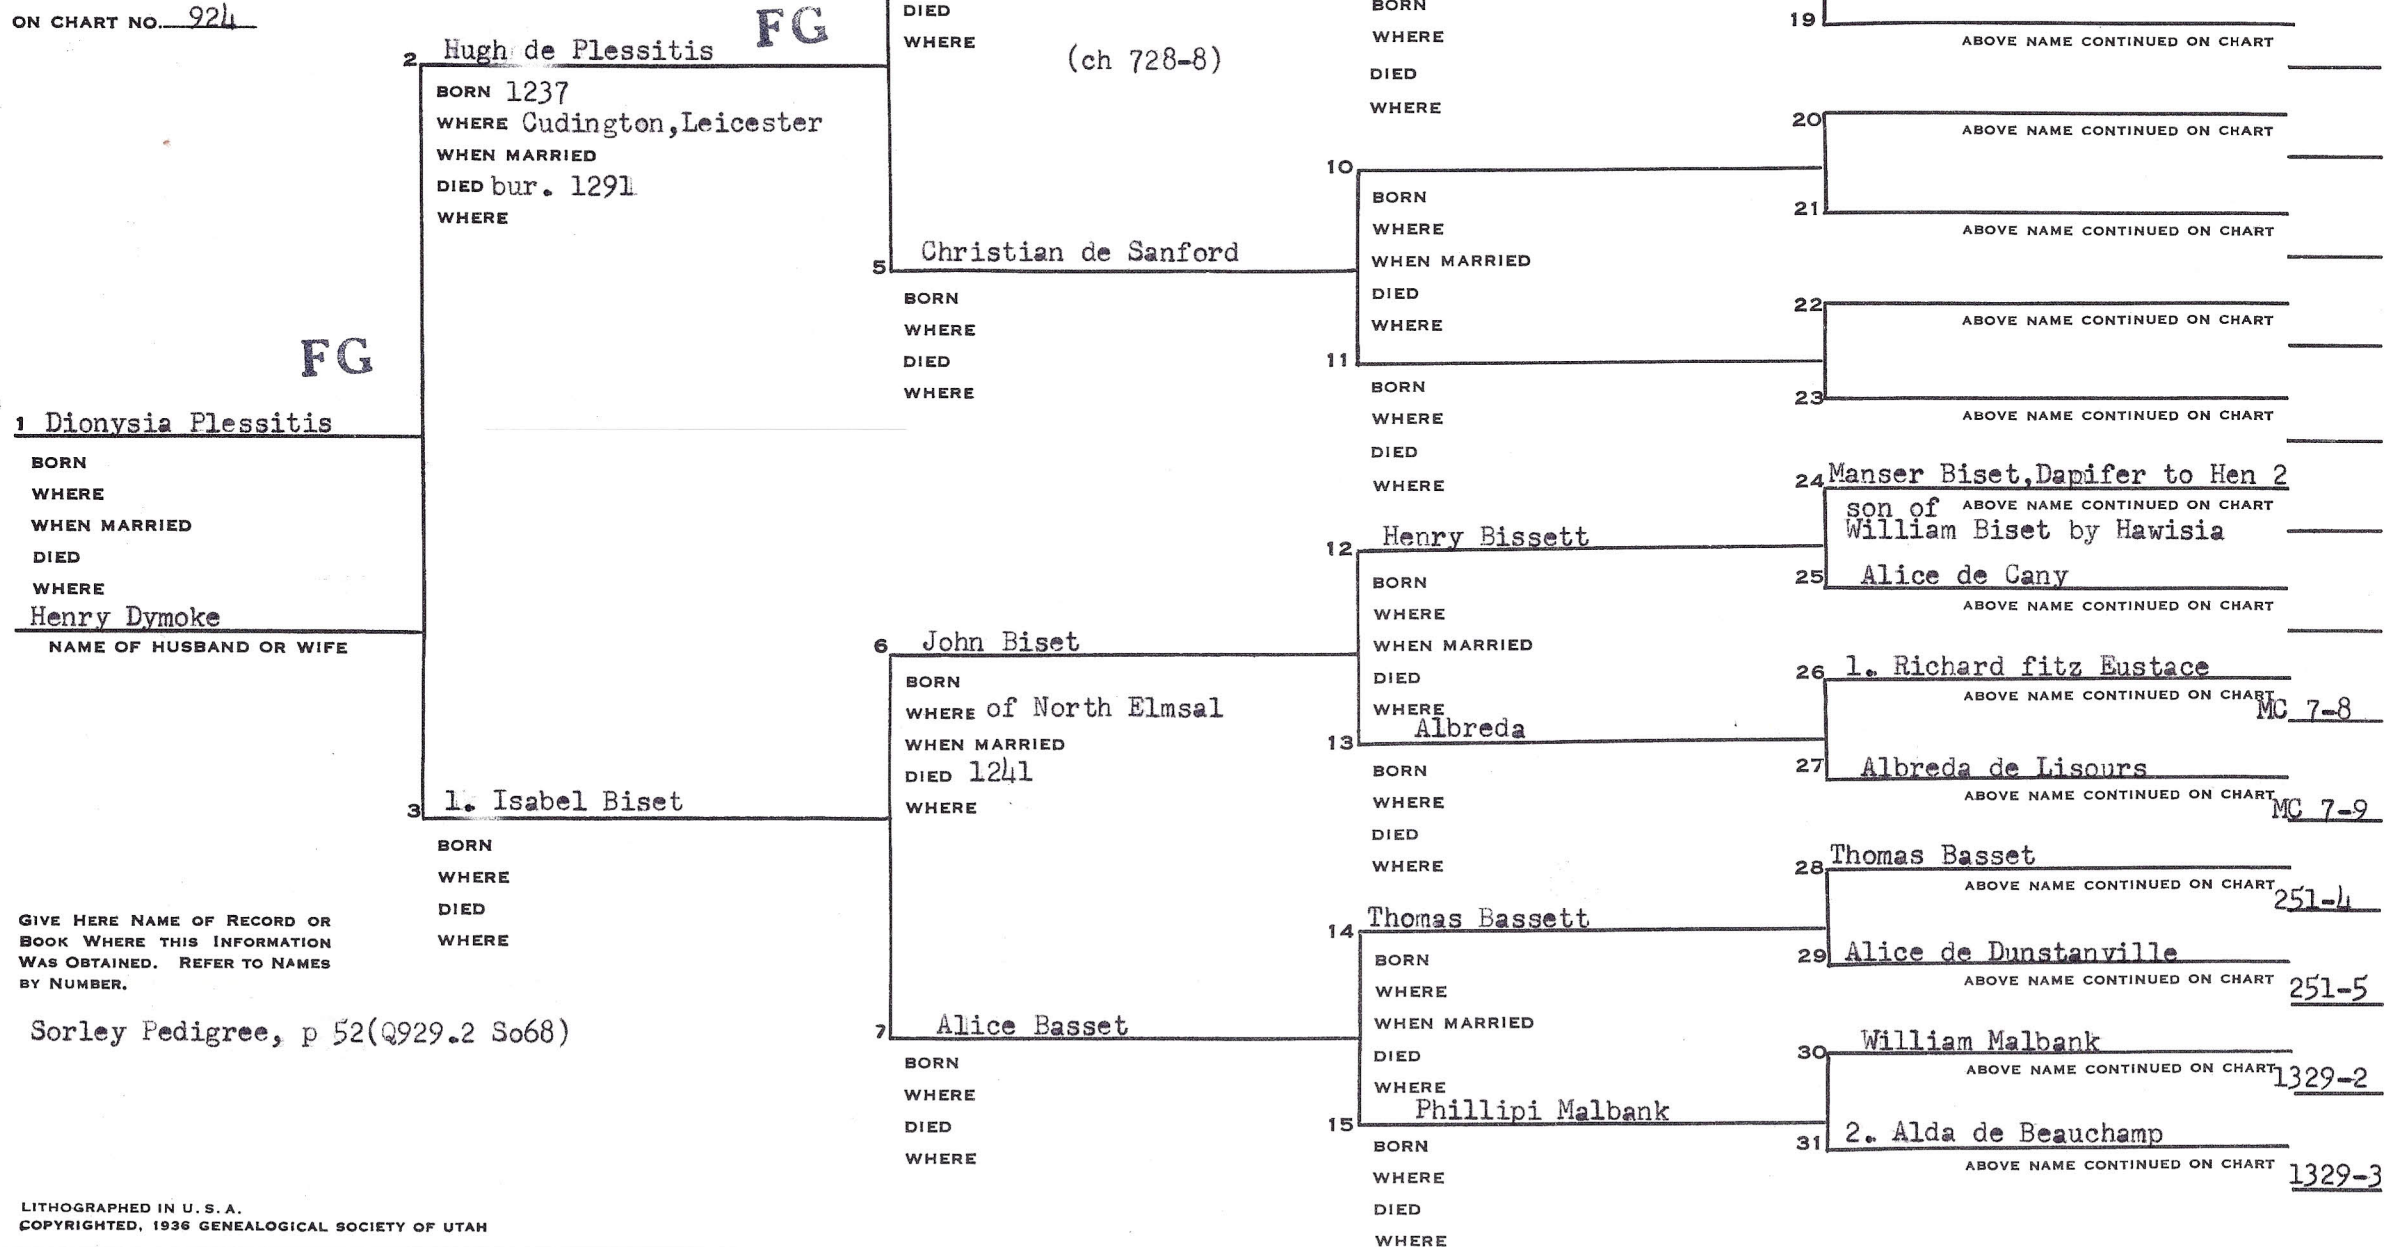 ON CHART NO. 924
FG
2 Hugh de Plessitis
BORN 1237
WHERE Cudington,Leicester
WHEN MARRIED
DIED bur. 1291
WHERE
FG
1 Dionysia Plessitis
BORN
WHERE
WHEN MARRIED
DIED
WHERE
Henry Dymoke
NAME OF HUSBAND OR WIFE
3 1. Isabel Biset
BORN
WHERE
DIED
WHERE
GIVE HERE NAME OF RECORD OR
BOOK WHERE THIS INFORMATION
WAS OBTAINED. REFER TO NAMES
BY NUMBER.
Sorley Pedigree, p 52(Q929.2 So68)
LITHOGRAPHED IN U. S. A.
COPYRIGHTED, 1936 GENEALOGICAL SOCIETY OF UTAH
DIED
WHERE
(ch 728-8)
5 Christian de Sanford
BORN
WHERE
DIED
WHERE
6 John Biset
BORN
WHERE of North Elmsal
WHEN MARRIED
DIED 1241
WHERE
7 Alice Basset
BORN
WHERE
DIED
WHERE
BORN
WHERE
DIED
WHERE
10
BORN
WHERE
WHEN MARRIED
DIED
WHERE
11
BORN
WHERE
DIED
WHERE
12 Henry Bissett
BORN
WHERE
WHEN MARRIED
DIED
WHERE
13 Albreda
BORN
WHERE
DIED
WHERE
14 Thomas Bassett
BORN
WHERE
WHEN MARRIED
DIED
WHERE
15 Phillipi Malbank
BORN
WHERE
DIED
WHERE
19
ABOVE NAME CONTINUED ON CHART
20
ABOVE NAME CONTINUED ON CHART
21
ABOVE NAME CONTINUED ON CHART
22
ABOVE NAME CONTINUED ON CHART
23
ABOVE NAME CONTINUED ON CHART
24 Manser Biset,Dapifer to Hen 2
son of ABOVE NAME CONTINUED ON CHART
William Biset by Hawisia
25 Alice de Cany
ABOVE NAME CONTINUED ON CHART
26 1. Richard fitz Eustace
ABOVE NAME CONTINUED ON CHART MC 7-8
27 Albreda de Lisours
ABOVE NAME CONTINUED ON CHART MC 7-9
28 Thomas Basset
ABOVE NAME CONTINUED ON CHART 251-4
29 Alice de Dunstanville
ABOVE NAME CONTINUED ON CHART 251-5
30 William Malbank
ABOVE NAME CONTINUED ON CHART 1329-2
31 2. Alda de Beauchamp
ABOVE NAME CONTINUED ON CHART 1329-3